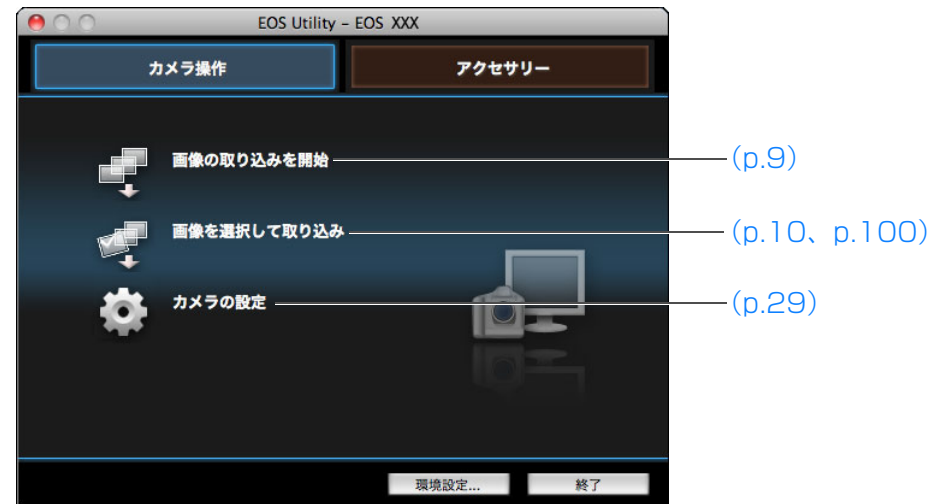 EOS Utility – EOS XXX
カメラ操作
アクセサリー
画像の取り込みを開始
(p.9)
画像を選択して取り込み
(p.10、p.100)
カメラの設定
(p.29)
環境設定...
終了